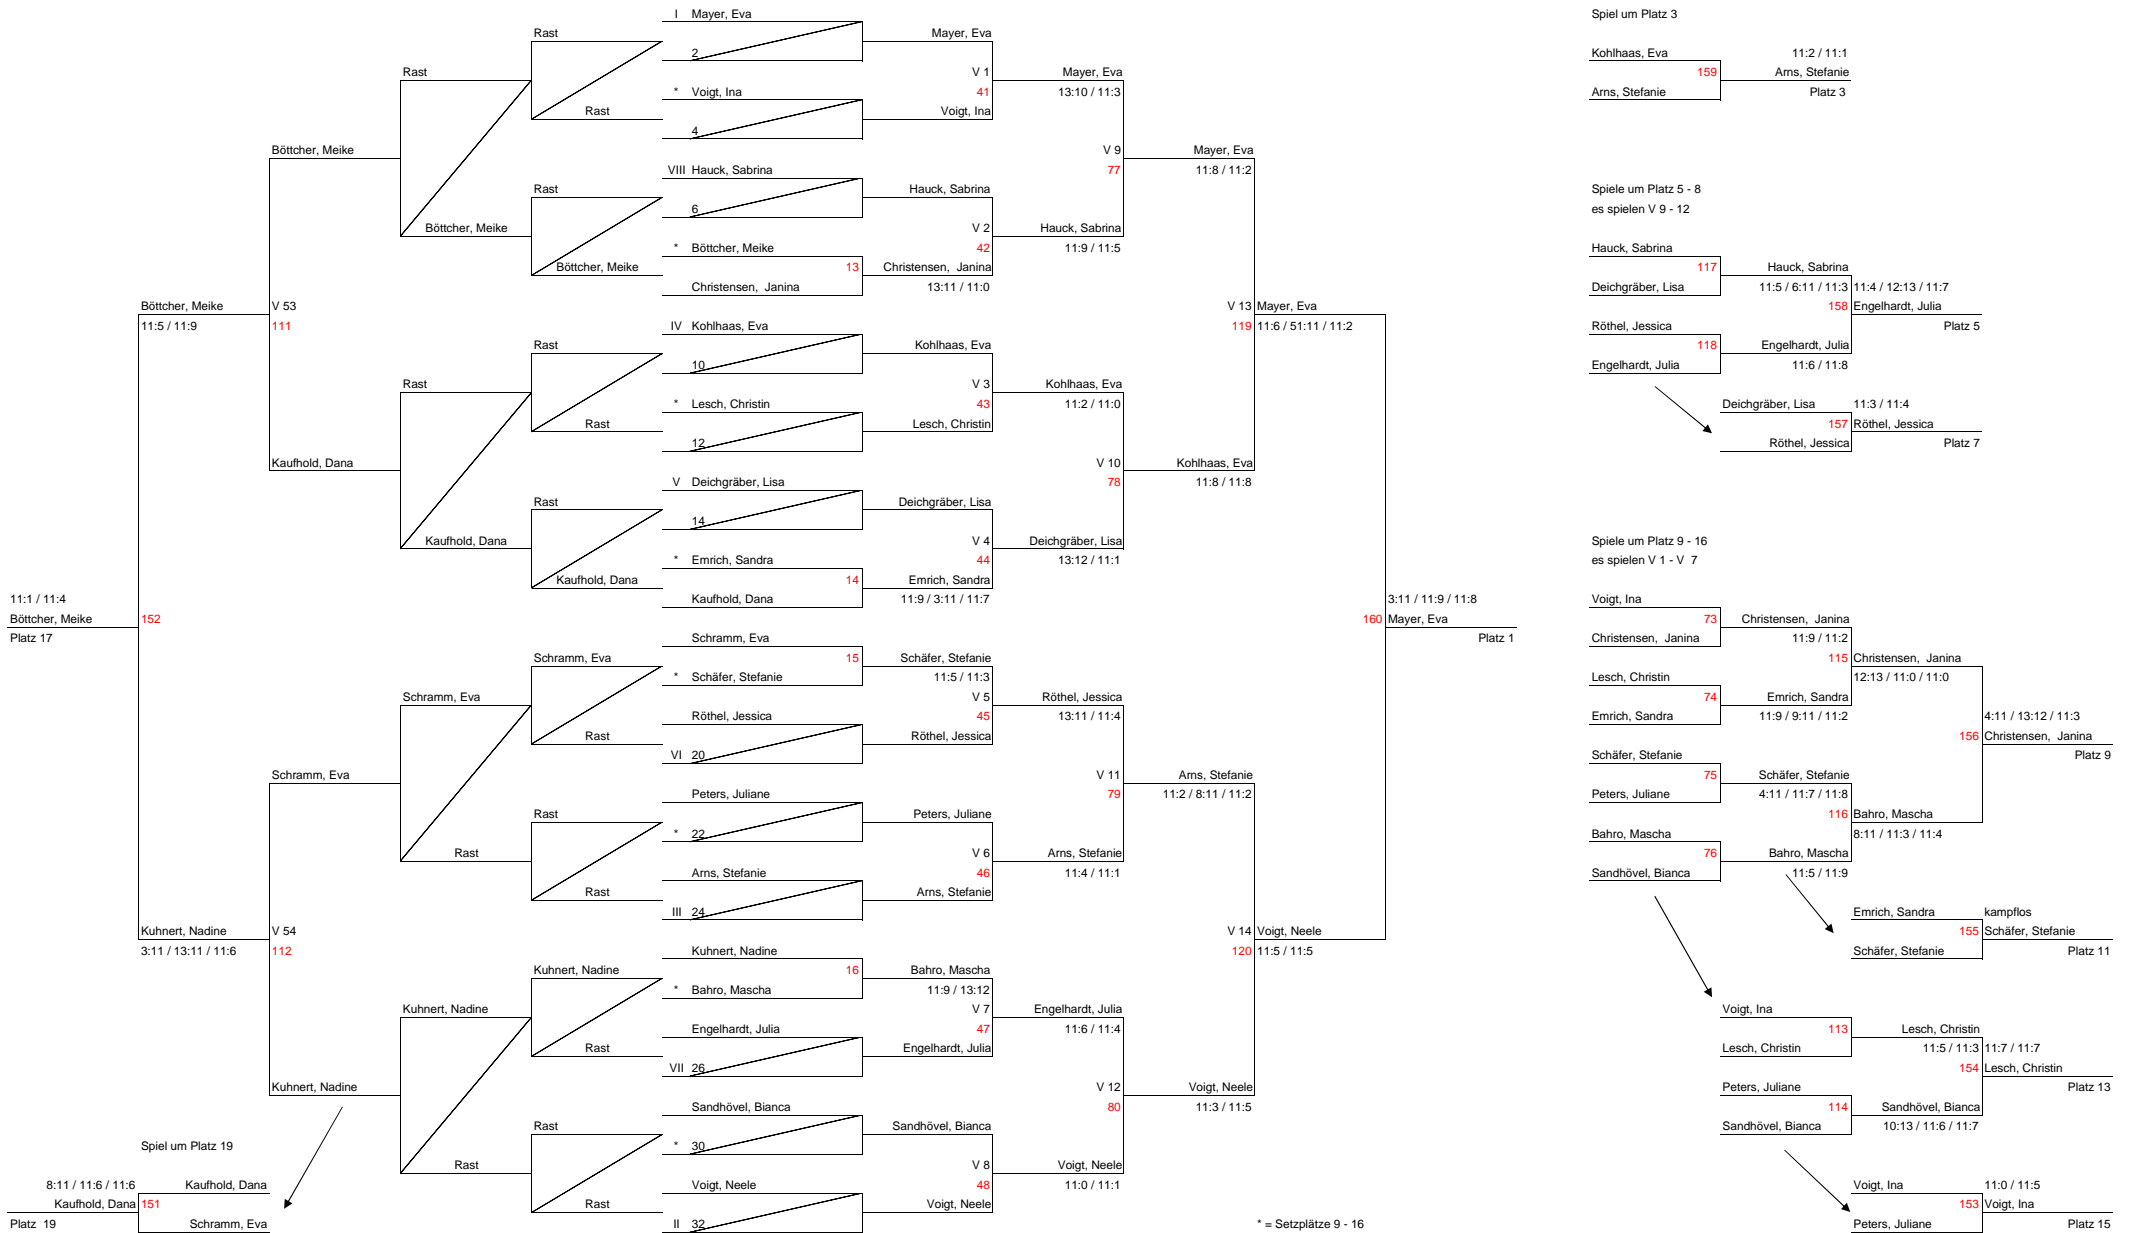 I Mayer, Eva
Spiel um Platz 3
Rast
Mayer, Eva
2
Kohlhaas, Eva
11:2 / 11:1
Rast
V 1
Mayer, Eva
159
Arns, Stefanie
* Voigt, Ina
41
13:10 / 11:3
Arns, Stefanie
Platz 3
Rast
Voigt, Ina
4
Böttcher, Meike
V 9
Mayer, Eva
VIII Hauck, Sabrina
77
11:8 / 11:2
Rast
Hauck, Sabrina
Spiele um Platz 5 - 8
6
es spielen V 9 - 12
Böttcher, Meike
V 2
Hauck, Sabrina
* Böttcher, Meike
42
11:9 / 11:5
Hauck, Sabrina
Böttcher, Meike
13
Christensen, Janina
117
Hauck, Sabrina
Christensen, Janina
13:11 / 11:0
Deichgräber, Lisa
11:5 / 6:11 / 11:3
11:4 / 12:13 / 11:7
Böttcher, Meike
V 53
V 13
Mayer, Eva
158
Engelhardt, Julia
11:5 / 11:9
111
IV Kohlhaas, Eva
119
11:6 / 51:11 / 11:2
Röthel, Jessica
Platz 5
Rast
Kohlhaas, Eva
118
Engelhardt, Julia
10
Engelhardt, Julia
11:6 / 11:8
Rast
V 3
Kohlhaas, Eva
* Lesch, Christin
43
11:2 / 11:0
Deichgräber, Lisa
11:3 / 11:4
Rast
Lesch, Christin
157
Röthel, Jessica
12
Röthel, Jessica
Platz 7
Kaufhold, Dana
V 10
Kohlhaas, Eva
V Deichgräber, Lisa
78
11:8 / 11:8
Rast
Deichgräber, Lisa
14
Kaufhold, Dana
V 4
Deichgräber, Lisa
Spiele um Platz 9 - 16
* Emrich, Sandra
44
13:12 / 11:1
es spielen V 1 - V 7
Kaufhold, Dana
14
Emrich, Sandra
11:1 / 11:4
Kaufhold, Dana
11:9 / 3:11 / 11:7
3:11 / 11:9 / 11:8
Voigt, Ina
Böttcher, Meike
152
160
Mayer, Eva
73
Christensen, Janina
Platz 17
Schramm, Eva
Platz 1
Christensen, Janina
11:9 / 11:2
Schramm, Eva
15
Schäfer, Stefanie
115
Christensen, Janina
* Schäfer, Stefanie
11:5 / 11:3
Lesch, Christin
12:13 / 11:0 / 11:0
Schramm, Eva
V 5
Röthel, Jessica
74
Emrich, Sandra
Röthel, Jessica
45
13:11 / 11:4
Emrich, Sandra
11:9 / 9:11 / 11:2
4:11 / 13:12 / 11:3
Rast
Röthel, Jessica
156
Christensen, Janina
VI 20
Schäfer, Stefanie
Platz 9
Schramm, Eva
V 11
Arns, Stefanie
75
Schäfer, Stefanie
Peters, Juliane
79
11:2 / 8:11 / 11:2
Peters, Juliane
4:11 / 11:7 / 11:8
Rast
Peters, Juliane
116
Bahro, Mascha
* 22
Bahro, Mascha
8:11 / 11:3 / 11:4
Rast
V 6
Arns, Stefanie
76
Bahro, Mascha
Arns, Stefanie
46
11:4 / 11:1
Sandhövel, Bianca
11:5 / 11:9
Rast
Arns, Stefanie
III 24
Emrich, Sandra
kampflos
Kuhnert, Nadine
V 54
V 14
Voigt, Neele
155
Schäfer, Stefanie
3:11 / 13:11 / 11:6
112
Kuhnert, Nadine
120
11:5 / 11:5
Schäfer, Stefanie
Platz 11
Kuhnert, Nadine
16
Bahro, Mascha
* Bahro, Mascha
11:9 / 13:12
Kuhnert, Nadine
V 7
Engelhardt, Julia
Voigt, Ina
Engelhardt, Julia
47
11:6 / 11:4
113
Lesch, Christin
Rast
Engelhardt, Julia
Lesch, Christin
11:5 / 11:3
11:7 / 11:7
VII 26
154
Lesch, Christin
Kuhnert, Nadine
V 12
Voigt, Neele
Peters, Juliane
Platz 13
Sandhövel, Bianca
80
11:3 / 11:5
114
Sandhövel, Bianca
Rast
Sandhövel, Bianca
Sandhövel, Bianca
10:13 / 11:6 / 11:7
Spiel um Platz 19
* 30
Rast
V 8
Voigt, Neele
8:11 / 11:6 / 11:6
Kaufhold, Dana
Voigt, Neele
48
11:0 / 11:1
Voigt, Ina
11:0 / 11:5
Kaufhold, Dana
151
Rast
Voigt, Neele
153
Voigt, Ina
Platz 19
Schramm, Eva
II 32
* = Setzplätze 9 - 16
Peters, Juliane
Platz 15